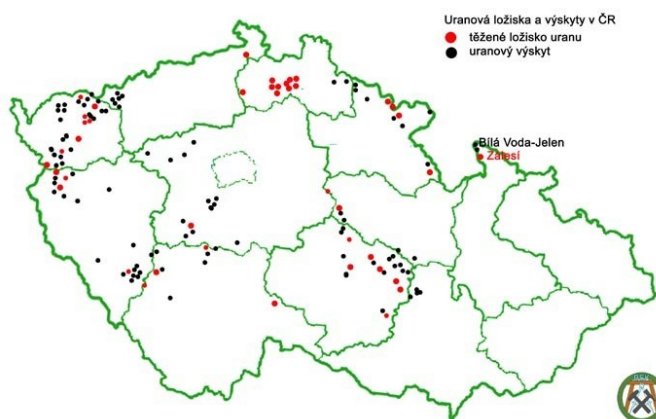 Uranová ložiska a výskyty v ČR
těžené ložisko uranu
uranový výskyt
Bílá Voda-Jelen
Zálesí